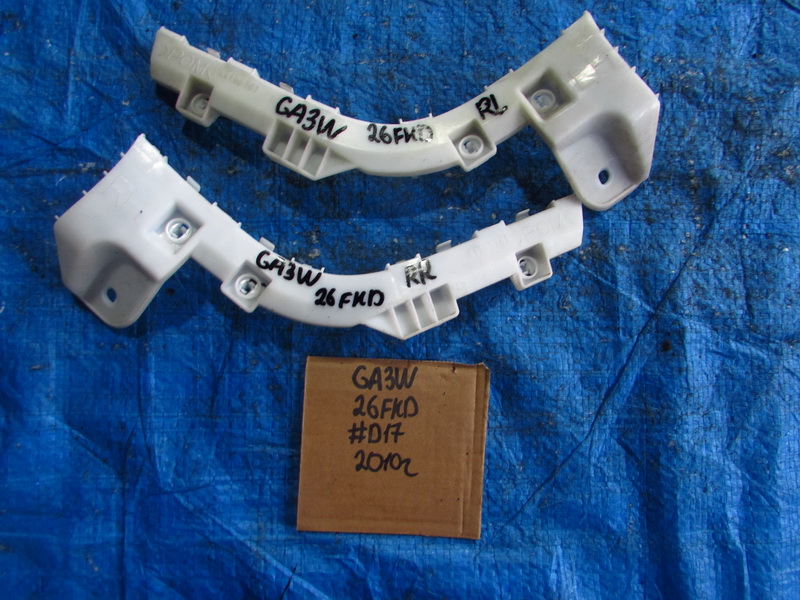 GA3W 26FKD RL
GA3W 26FKD RR
GA3W
26FKD
#D17
2010г